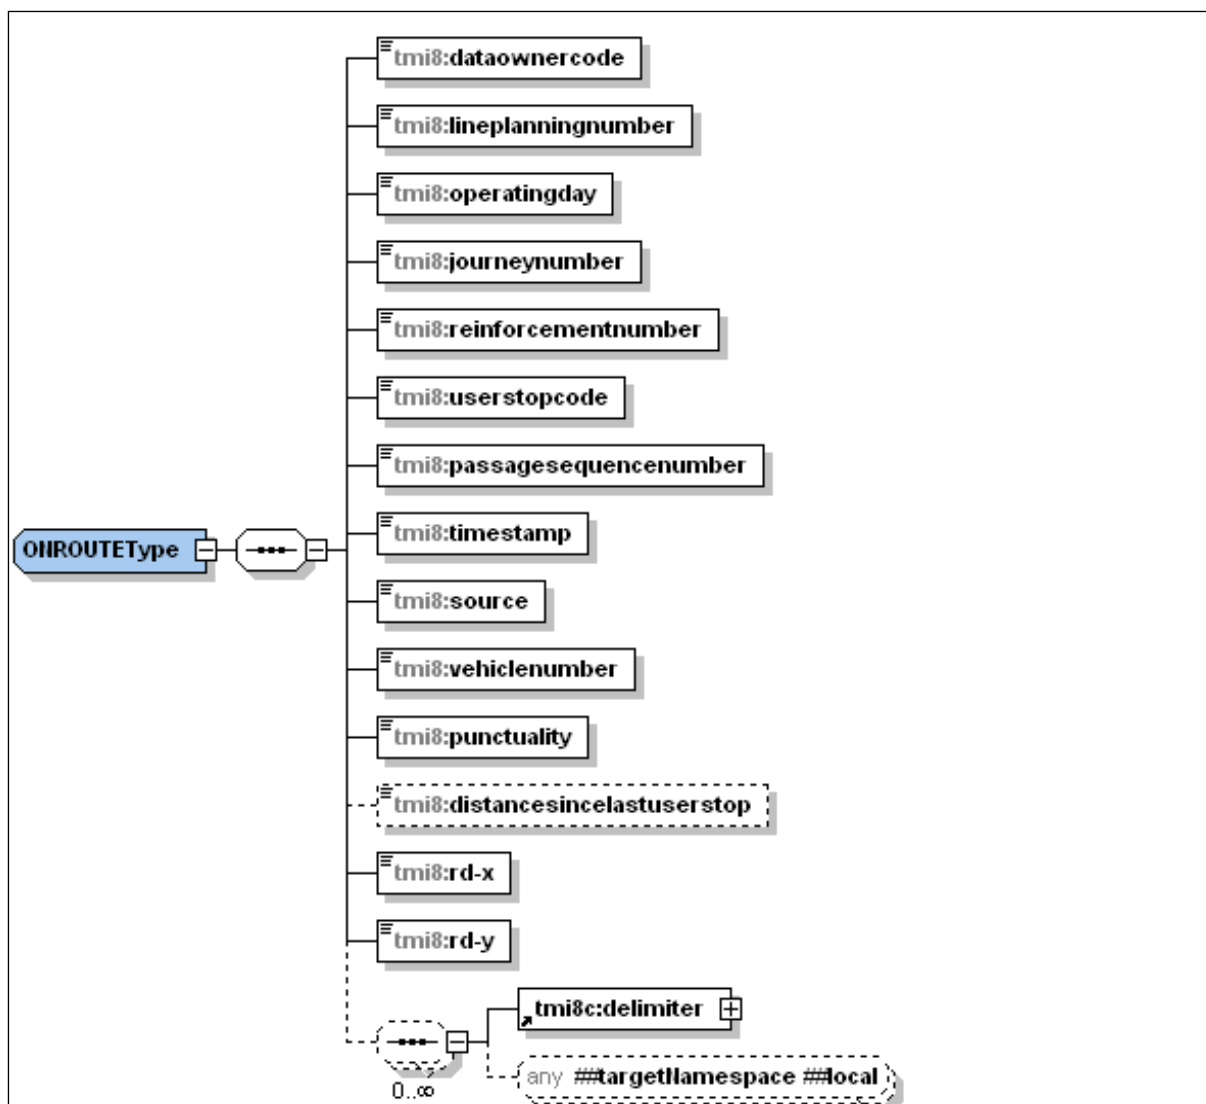 tmi8:dataownercode
tmi8:lineplanningnumber
tmi8:operatingday
tmi8:journeynumber
tmi8:reinforcementnumber
tmi8:userstopcode
tmi8:passagesequencenumber
ONROUTEType
tmi8:timestamp
tmi8:source
tmi8:vehiclenumber
tmi8:punctuality
tmi8:distancesincelastuserstop
tmi8:rd-x
tmi8:rd-y
tmi8c:delimiter
any ##targetNamespace ##local
0..∞